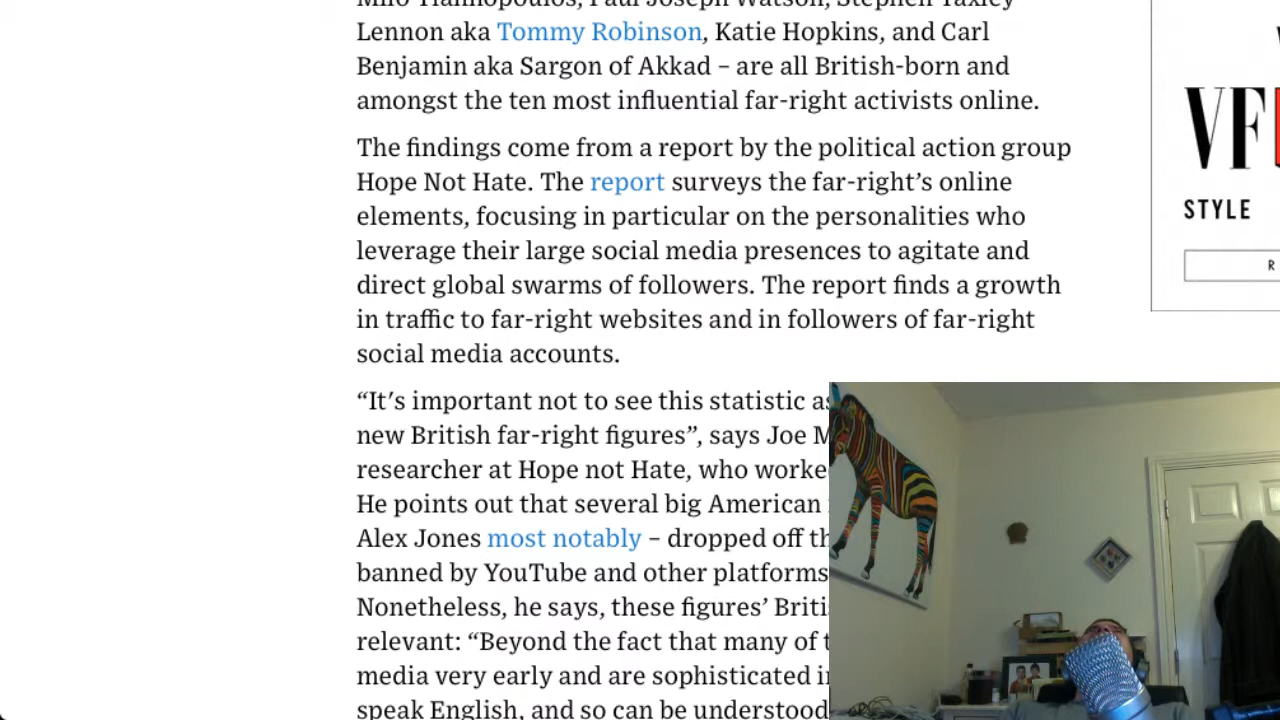 Milo Yiannopoulos, Paul Joseph Watson, Stephen Yaxley
Lennon aka Tommy Robinson, Katie Hopkins, and Carl
Benjamin aka Sargon of Akkad – are all British-born and
amongst the ten most influential far-right activists online.
The findings come from a report by the political action group
Hope Not Hate. The report surveys the far-right’s online
elements, focusing in particular on the personalities who
leverage their large social media presences to agitate and
direct global swarms of followers. The report finds a growth
in traffic to far-right websites and in followers of far-right
social media accounts.
“It’s important not to see this statistic as
new British far-right figures”, says Joe M
researcher at Hope not Hate, who worke
He points out that several big American
Alex Jones most notably – dropped off th
banned by YouTube and other platforms
Nonetheless, he says, these figures’ Briti
relevant: “Beyond the fact that many of t
media very early and are sophisticated i
speak English, and so can be understood
VF
STYLE
R